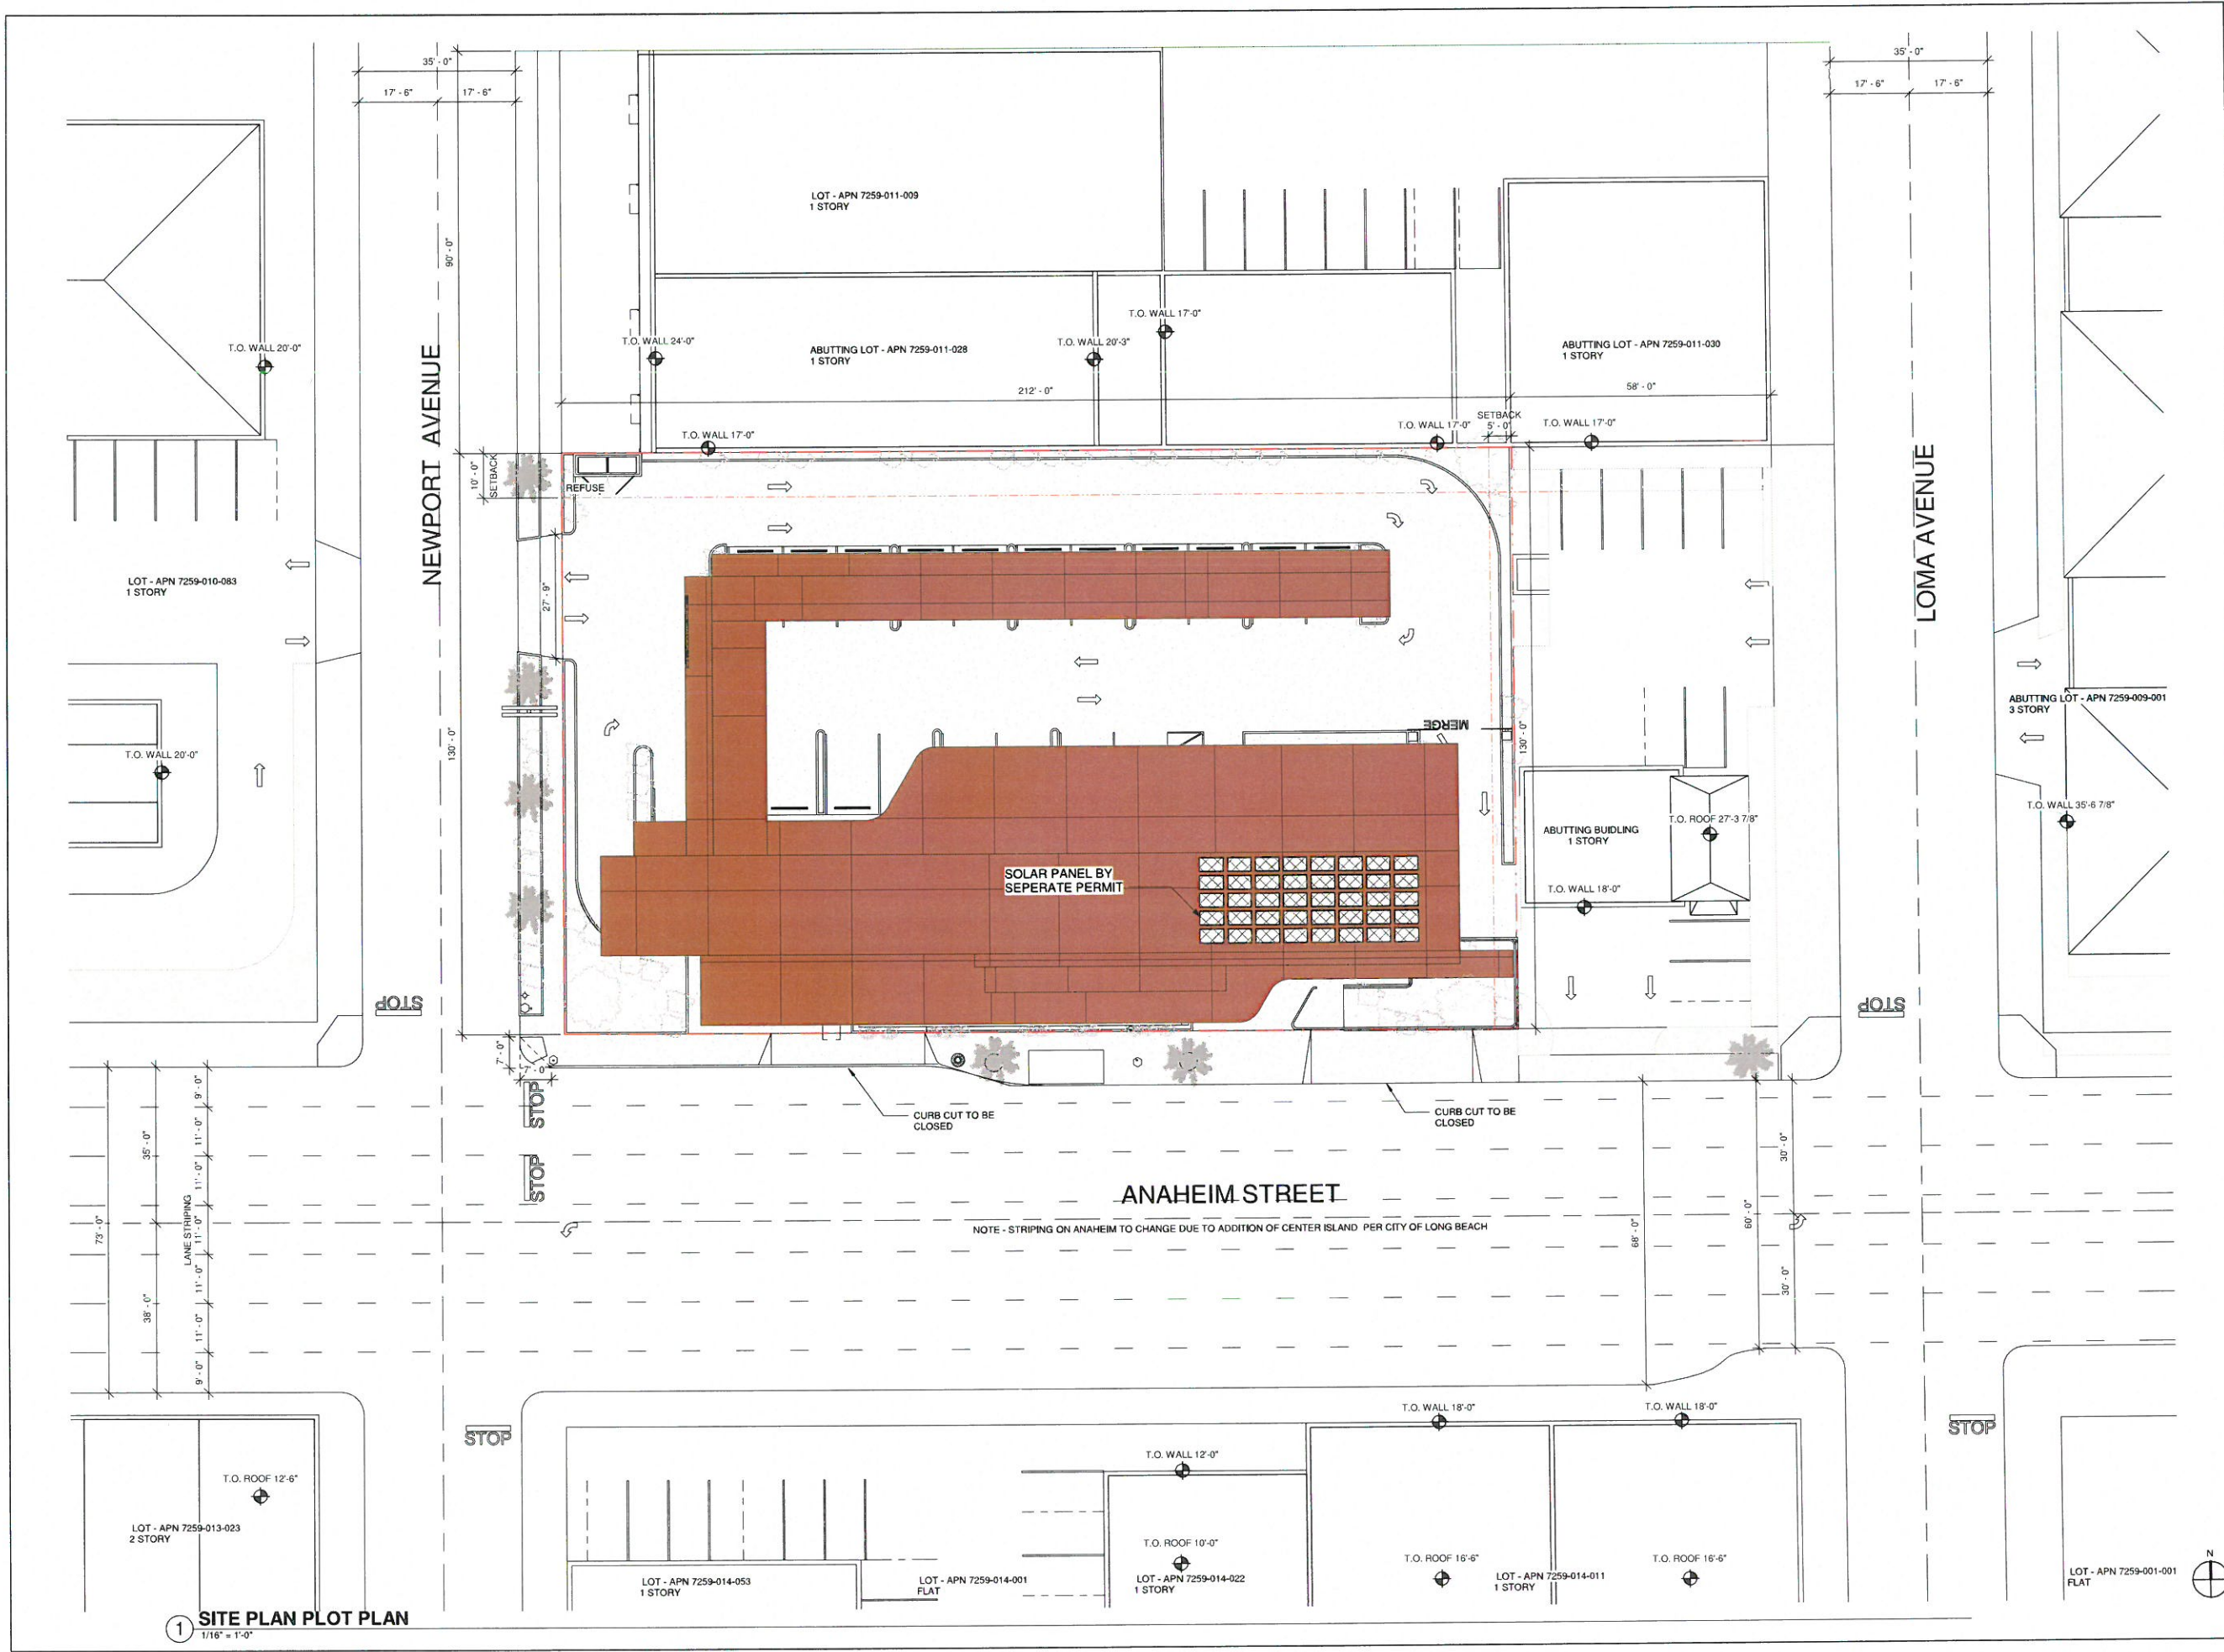 35' - 0"
17' - 6"
17' - 6"
35' - 0"
17' - 6"
17' - 6"
90' - 0"
LOT - APN 7259-011-009
1 STORY
T.O. WALL 20'-0"
T.O. WALL 24'-0"
ABUTTING LOT - APN 7259-011-028
1 STORY
T.O. WALL 20'-3"
T.O. WALL 17'-0"
ABUTTING LOT - APN 7259-011-030
1 STORY
212' - 0"
58' - 0"
T.O. WALL 17'-0"
T.O. WALL 17'-0"
SETBACK
5' - 0"
T.O. WALL 17'-0"
NEWPORT AVENUE
LOMA AVENUE
10' - 0"
SETBACK
REFUSE
LOT - APN 7259-010-083
1 STORY
27' - 9"
130' - 0"
MERGE
130' - 0"
ABUTTING LOT - APN 7259-009-001
3 STORY
T.O. WALL 20'-0"
T.O. WALL 35'-6 7/8"
ABUTTING BUIDLING
1 STORY
T.O. ROOF 27'-3 7/8"
T.O. WALL 18'-0"
SOLAR PANEL BY
SEPERATE PERMIT
STOP
STOP
7' - 0"
7' - 0"
STOP
STOP
CURB CUT TO BE
CLOSED
CURB CUT TO BE
CLOSED
73' - 0"
35' - 0"
38' - 0"
LANE STRIPING
9' - 0"
11' - 0"
11' - 0"
11' - 0"
11' - 0"
11' - 0"
9' - 0"
ANAHEIM STREET
NOTE - STRIPING ON ANAHEIM TO CHANGE DUE TO ADDITION OF CENTER ISLAND PER CITY OF LONG BEACH
68' - 0"
60' - 0"
30' - 0"
30' - 0"
STOP
STOP
T.O. WALL 18'-0"
T.O. WALL 18'-0"
T.O. WALL 12'-0"
T.O. ROOF 12'-6"
LOT - APN 7259-013-023
2 STORY
T.O. ROOF 10'-0"
T.O. ROOF 16'-6"
T.O. ROOF 16'-6"
LOT - APN 7259-014-053
1 STORY
LOT - APN 7259-014-001
FLAT
LOT - APN 7259-014-022
1 STORY
LOT - APN 7259-014-011
1 STORY
LOT - APN 7259-001-001
FLAT
N
1
SITE PLAN PLOT PLAN
1/16" = 1'-0"